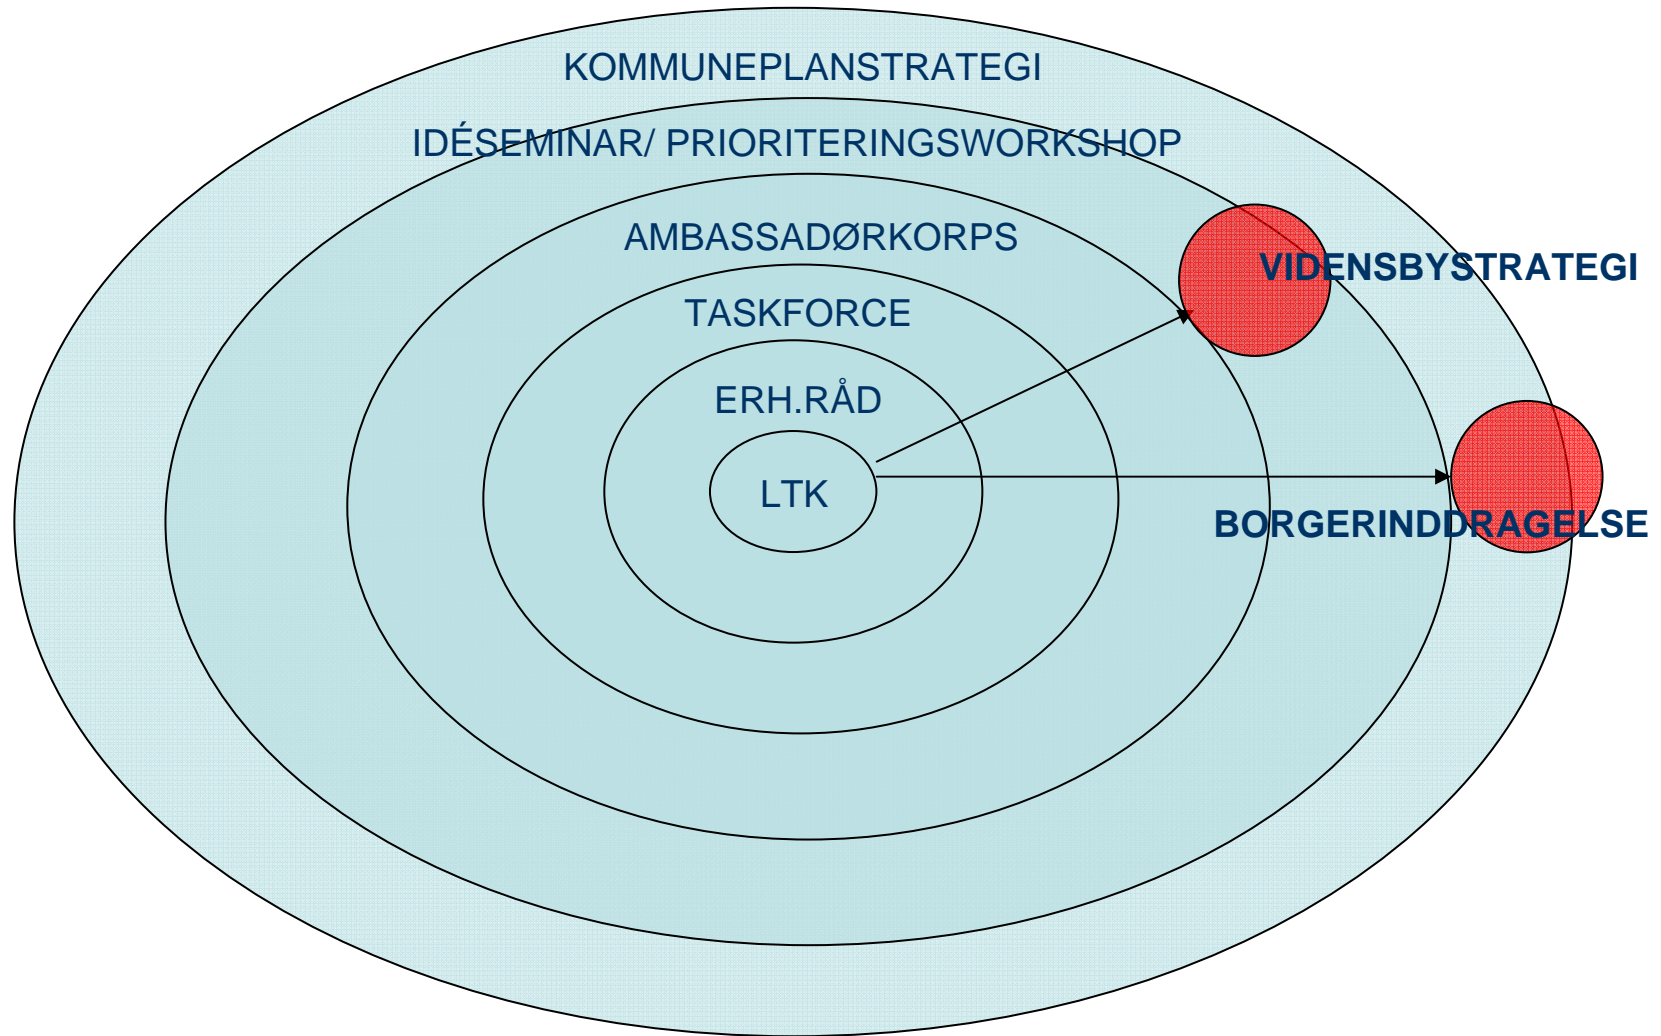 KOMMUNEPLANSTRATEGI
IDÉSEMINAR/ PRIORITERINGSWORKSHOP
AMBASSADØRKORPS
VIDENSBYSTRATEGI
TASKFORCE
ERH.RÅD
LTK
BORGERINDDRAGELSE